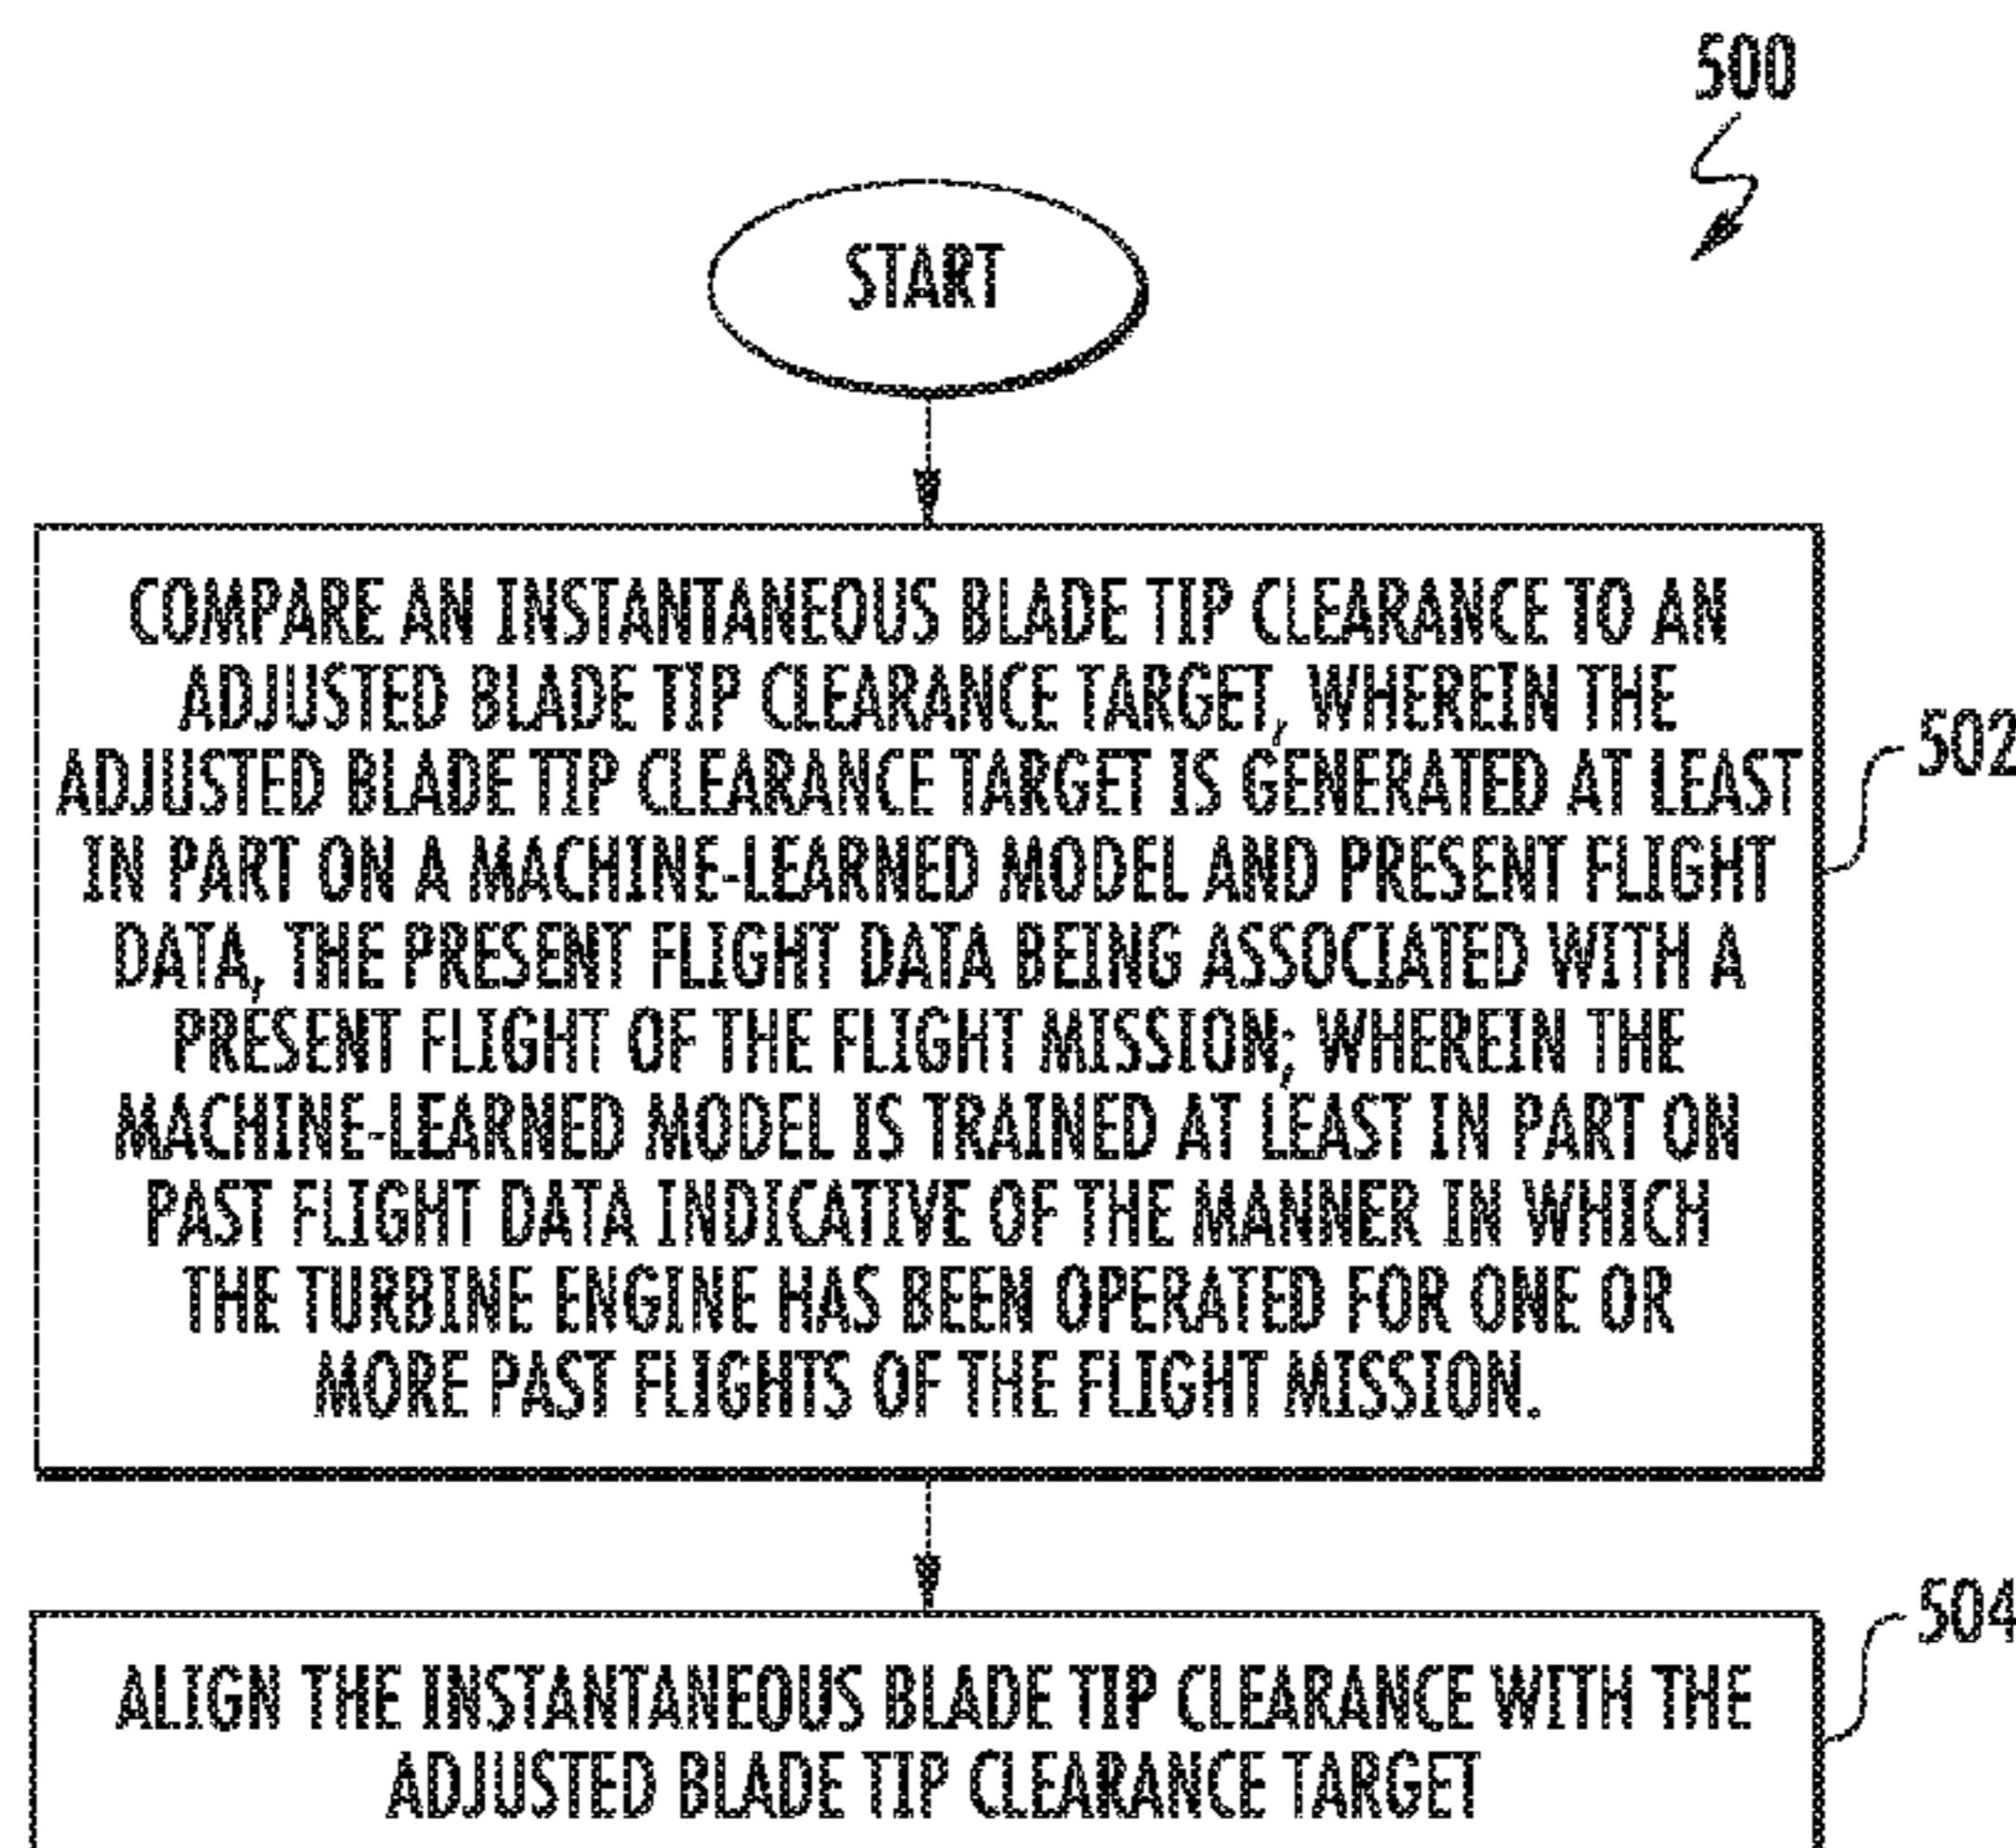 500
START
COMPARE AN INSTANTANEOUS BLADE TIP CLEARANCE TO AN
ADJUSTED BLADE TIP CLEARANCE TARGET, WHEREIN THE
ADJUSTED BLADE TIP CLEARANCE TARGET IS GENERATED AT LEAST
IN PART ON A MACHINE-LEARNED MODEL AND PRESENT FLIGHT
DATA, THE PRESENT FLIGHT DATA BEING ASSOCIATED WITH A
PRESENT FLIGHT OF THE FLIGHT MISSION; WHEREIN THE
MACHINE-LEARNED MODEL IS TRAINED AT LEAST IN PART ON
PAST FLIGHT DATA INDICATIVE OF THE MANNER IN WHICH
THE TURBINE ENGINE HAS BEEN OPERATED FOR ONE OR
MORE PAST FLIGHTS OF THE FLIGHT MISSION.
502
504
ALIGN THE INSTANTANEOUS BLADE TIP CLEARANCE WITH THE
ADJUSTED BLADE TIP CLEARANCE TARGET